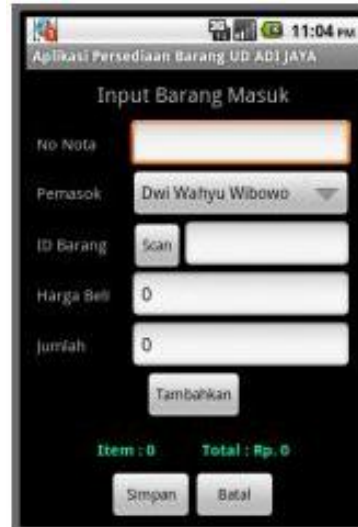 11:04 PM
Aplikasi Persediaan Barang UD ADI JAYA
Input Barang Masuk
No Nota
Pemasok Dwi Wahyu Wibowo
ID Barang Scan
Harga Beli 0
Jumlah 0
Tambahkan
Item : 0 Total : Rp. 0
Simpan Batal